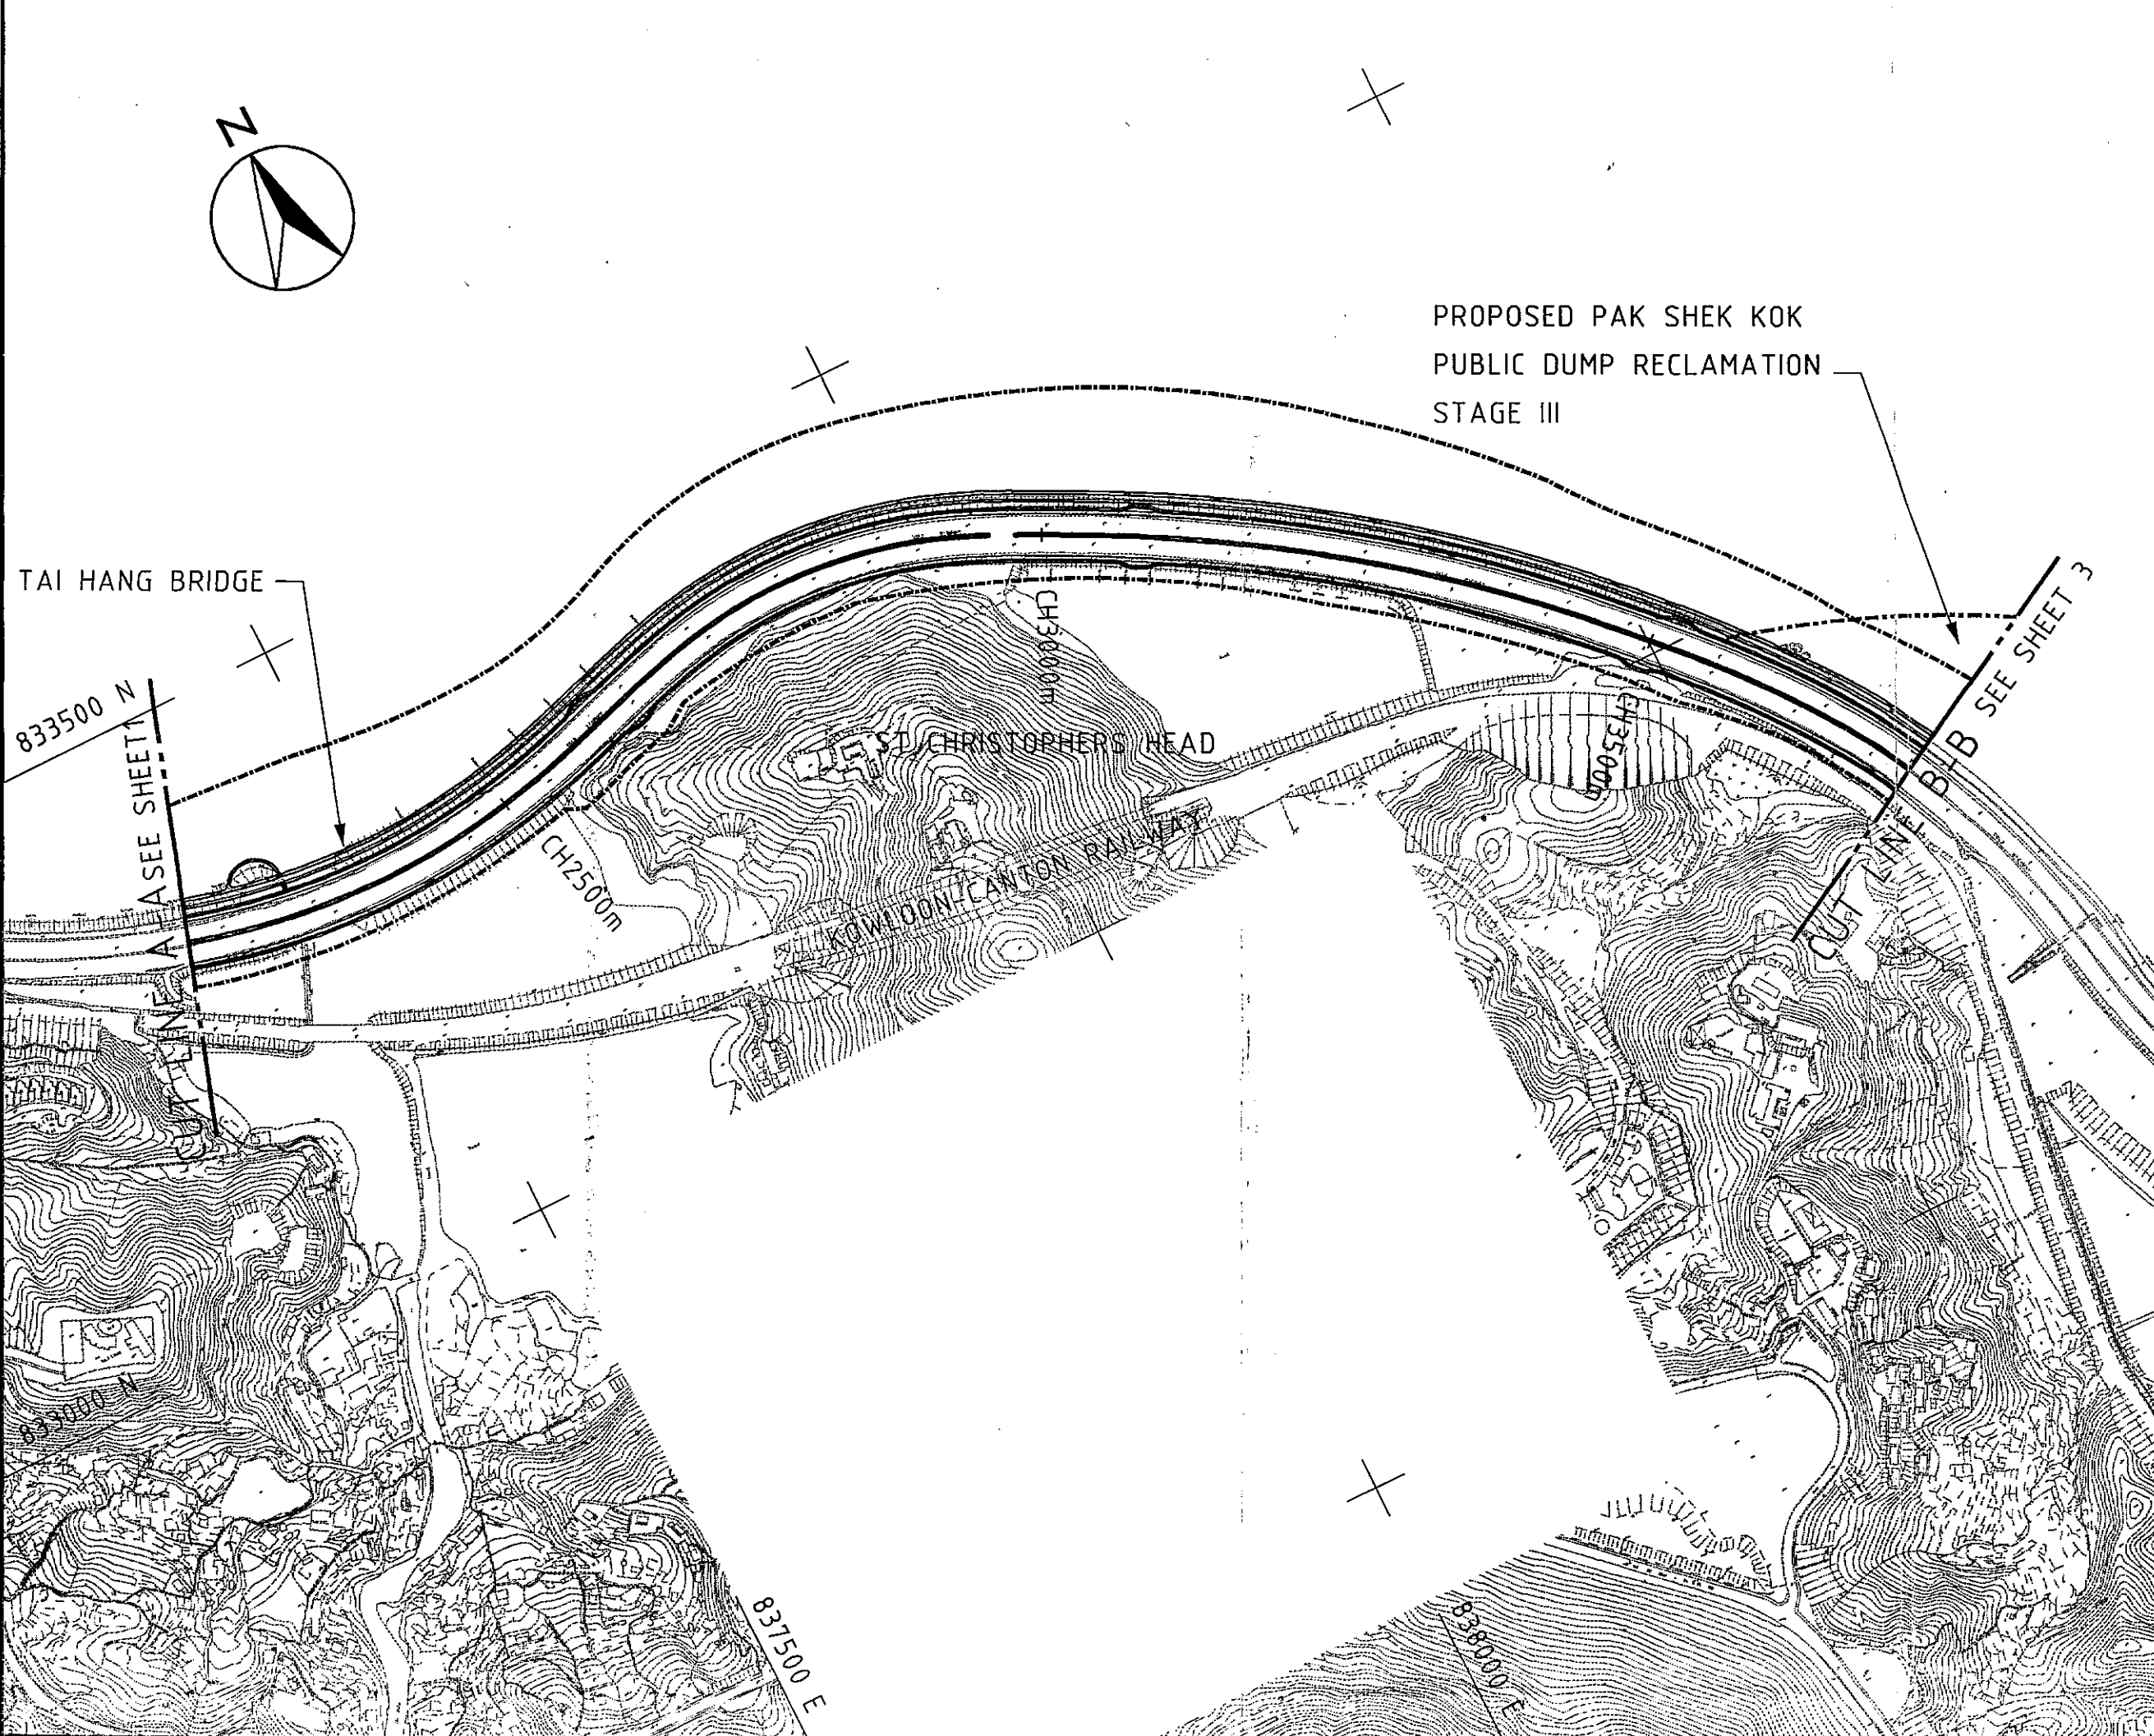 N
PROPOSED PAK SHEK KOK
PUBLIC DUMP RECLAMATION
STAGE III
TAI HANG BRIDGE
833500 N
CUT LINE A-A SEE SHEET 1
CH3000m
ST. CHRISTOPHERS HEAD
CH3500m
CUT LINE B-B SEE SHEET 3
CH2500m
KOWLOON-CANTON RAILWAY
833000 N
837500 E
838000 E